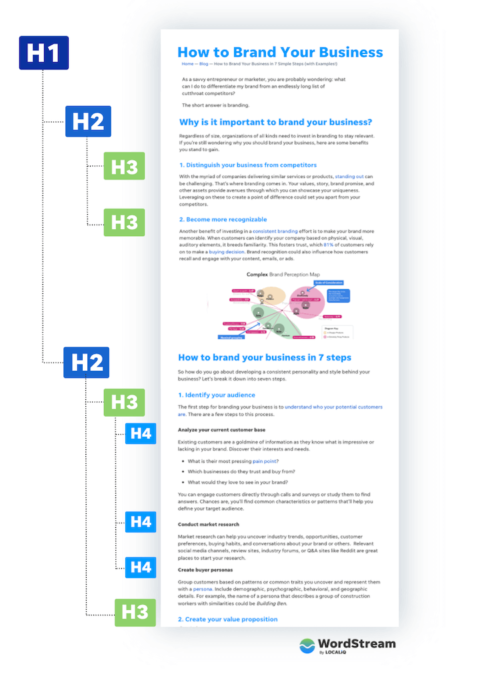 H1
How to Brand Your Business
Home — Blog — How to Brand Your Business in 7 Simple Steps (with Examples!)
As a savvy entrepreneur or marketer, you are probably wondering: what
can I do to differentiate my brand from an endlessly long list of
cutthroat competitors?
The short answer is branding.
H2
Why is it important to brand your business?
Regardless of size, organizations of all kinds need to invest in branding to stay relevant.
If you're still wondering why you should brand your business, here are some benefits
you stand to gain.
H3
1. Distinguish your business from competitors
With the myriad of companies delivering similar services or products, standing out can
be challenging. That's where branding comes in. Your values, story, brand promise, and
other assets provide avenues through which you can showcase your uniqueness.
Leveraging on these to create a point of difference could set you apart from your
competitors.
H3
2. Become more recognizable
Another benefit of investing in a consistent branding effort is to make your brand more
memorable. When customers can identify your company based on physical, visual,
auditory elements, it breeds familiarity. This fosters trust, which 81% of customers rely
on to make a buying decision. Brand recognition could also influence how customers
recall and engage with your content, emails, or ads.
Complex Brand Perception Map
H2
How to brand your business in 7 steps
So how do you go about developing a consistent personality and style behind your
business? Let's break it down into seven steps.
H3
1. Identify your audience
The first step for branding your business is to understand who your potential customers
are. There are a few steps to this process.
H4
Analyze your current customer base
Existing customers are a goldmine of information as they know what is impressive or
lacking in your brand. Discover their interests and needs.
• What is their most pressing pain point?
• Which businesses do they trust and buy from?
• What would they love to see in your brand?
You can engage customers directly through calls and surveys or study them to find
answers. Chances are, you'll find common characteristics or patterns that'll help you
define your target audience.
H4
Conduct market research
Market research can help you uncover industry trends, opportunities, customer
preferences, buying habits, and conversations about your brand or others. Relevant
social media channels, review sites, industry forums, or Q&A sites like Reddit are great
places to start your research.
H4
Create buyer personas
Group customers based on patterns or common traits you uncover and represent them
with a persona. Include demographic, psychographic, behavioral, and geographic
details. For example, the name of a persona that describes a group of construction
workers with similarities could be Building Ben.
H3
2. Create your value proposition
WordStream
By LOCALiQ